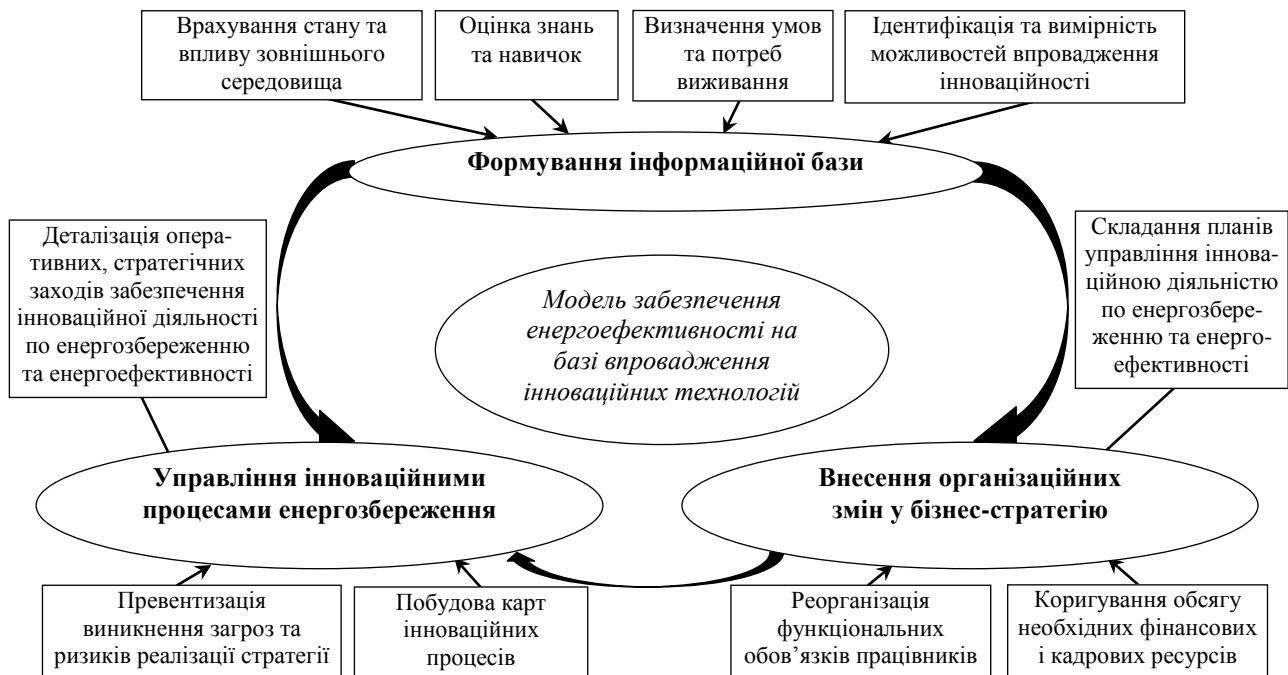 Врахування стану та
впливу зовнішнього
середовища
Оцінка знань
та навичок
Визначення умов
та потреб
виживання
Ідентифікація та вимірність
можливостей впровадження
інноваційності
Формування інформаційної бази
Деталізація опера-
тивних, стратегічних
заходів забезпечення
інноваційної діяльності
по енергозбереженню
та енергоефективності
Модель забезпечення
енергоефективності на
базі впровадження
інноваційних технологій
Складання планів
управління іннова-
ційною діяльністю
по енергозбере-
женню та енерго-
ефективності
Управління інноваційними
процесами енергозбереження
Внесення організаційних
змін у бізнес-стратегію
Превентизація
виникнення загроз та
ризиків реалізації стратегії
Побудова карт
інноваційних
процесів
Реорганізація
функціональних
обов’язків працівників
Коригування обсягу
необхідних фінансових
і кадрових ресурсів